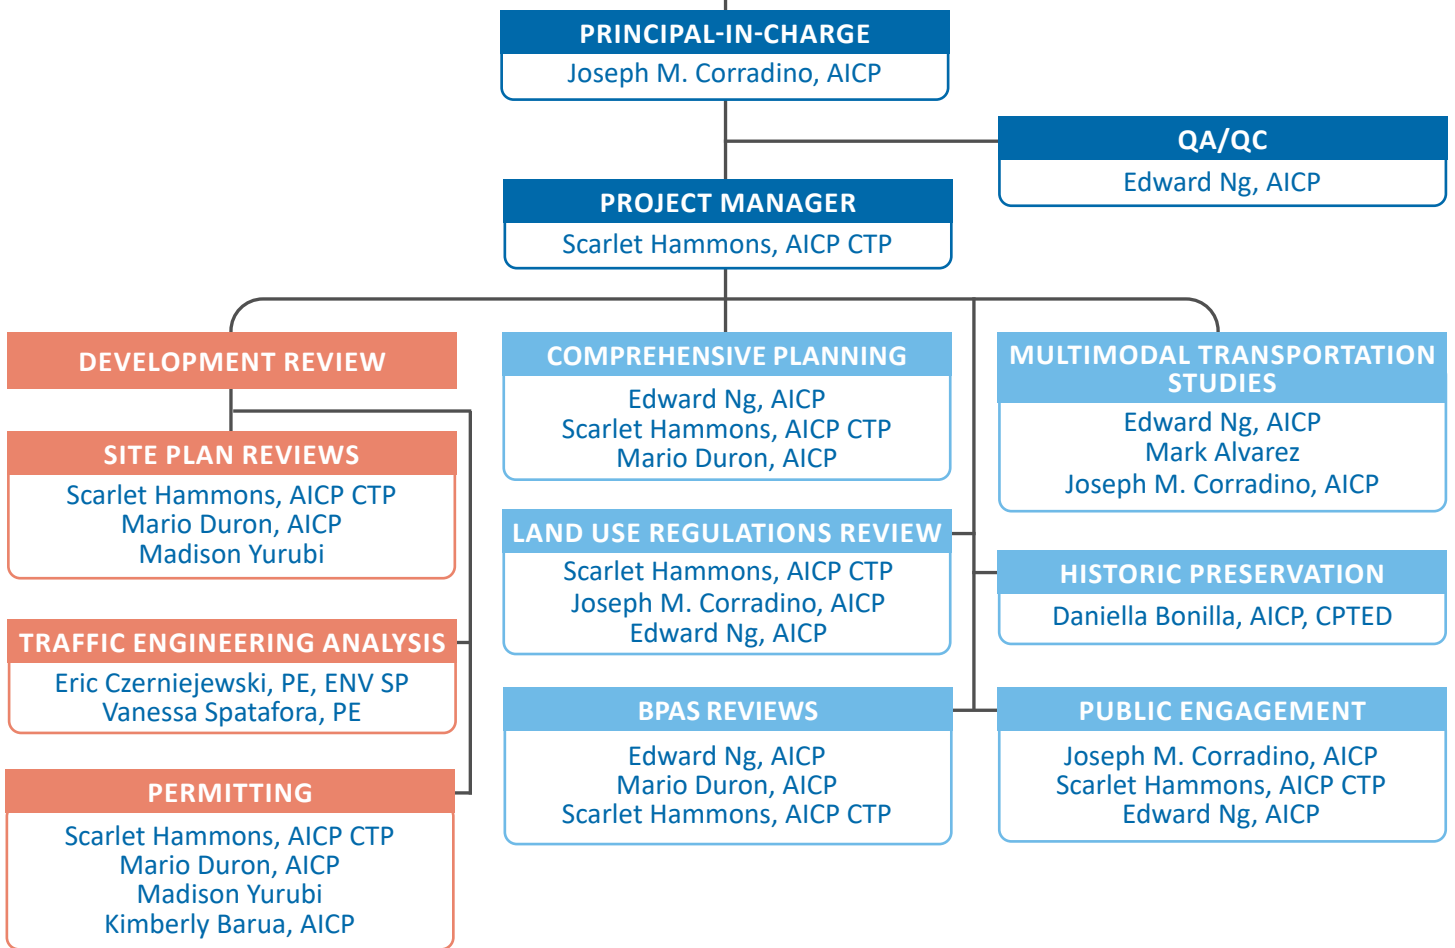 PRINCIPAL-IN-CHARGE
Joseph M. Corradino, AICP
QA/QC
Edward Ng, AICP
PROJECT MANAGER
Scarlet Hammons, AICP CTP
DEVELOPMENT REVIEW
SITE PLAN REVIEWS
Scarlet Hammons, AICP CTP
Mario Duron, AICP
Madison Yurubi
TRAFFIC ENGINEERING ANALYSIS
Eric Czerniejewski, PE, ENV SP
Vanessa Spatafora, PE
PERMITTING
Scarlet Hammons, AICP CTP
Mario Duron, AICP
Madison Yurubi
Kimberly Barua, AICP
COMPREHENSIVE PLANNING
Edward Ng, AICP
Scarlet Hammons, AICP CTP
Mario Duron, AICP
LAND USE REGULATIONS REVIEW
Scarlet Hammons, AICP CTP
Joseph M. Corradino, AICP
Edward Ng, AICP
BPAS REVIEWS
Edward Ng, AICP
Mario Duron, AICP
Scarlet Hammons, AICP CTP
MULTIMODAL TRANSPORTATION
STUDIES
Edward Ng, AICP
Mark Alvarez
Joseph M. Corradino, AICP
HISTORIC PRESERVATION
Daniella Bonilla, AICP, CPTED
PUBLIC ENGAGEMENT
Joseph M. Corradino, AICP
Scarlet Hammons, AICP CTP
Edward Ng, AICP